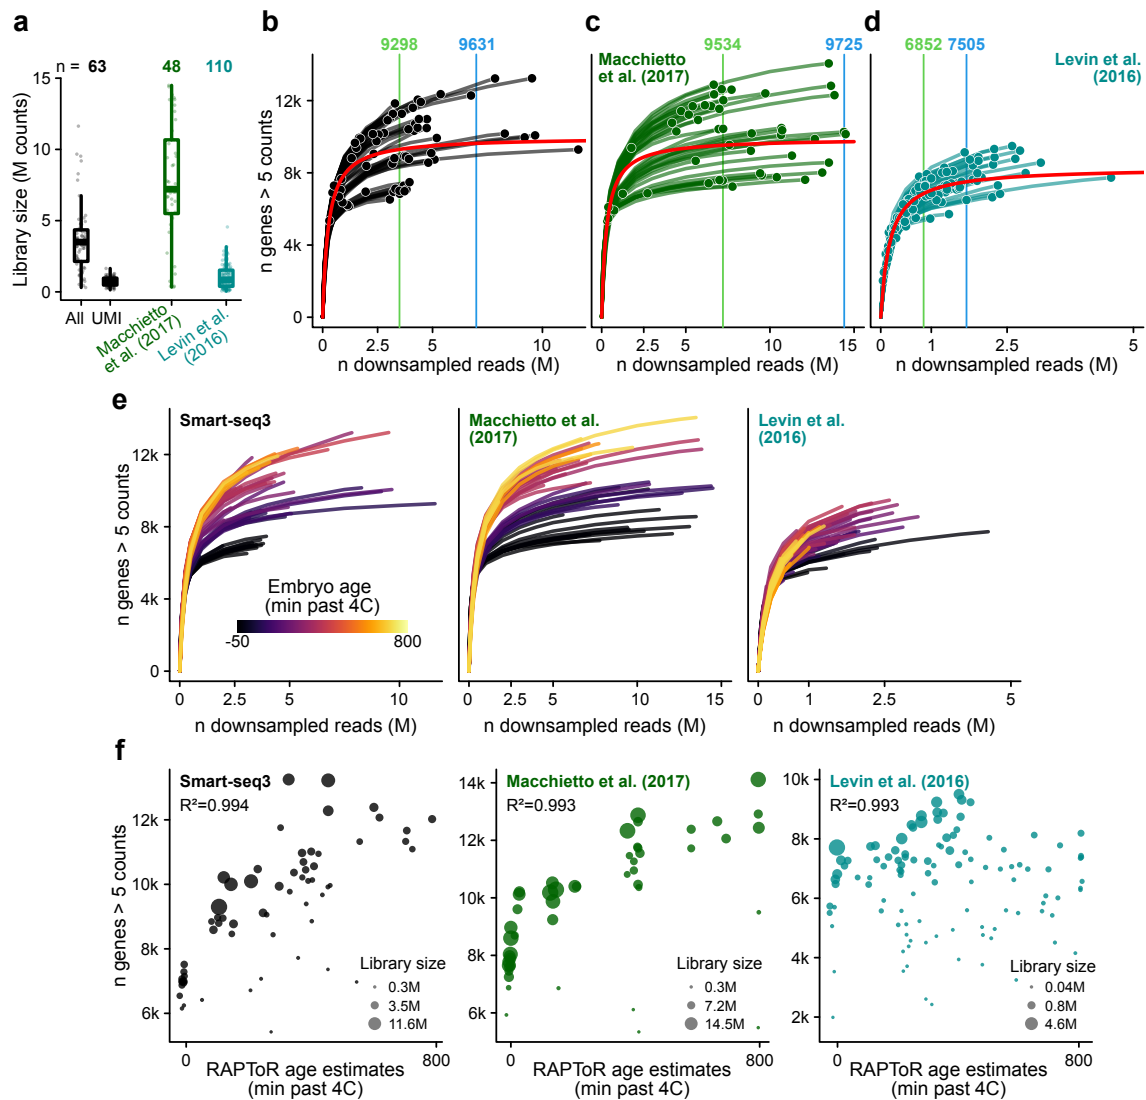 a
n = 63 48 110
Library size (M counts)
15
10
5
0
All UMI
Macchietto
et al. (2017)
Levin et al.
(2016)
b
9298 9631
n genes > 5 counts
12k
8k
4k
0
0 2.5 5 10
n downsampled reads (M)
c
9534 9725
Macchietto
et al. (2017)
0 2.5 5 10 15
n downsampled reads (M)
d
6852 7505
Levin et al.
(2016)
0 1 2.5 5
n downsampled reads (M)
e
n genes > 5 counts
12k
8k
4k
0
Smart-seq3
Embryo age
(min past 4C)
-50 800
0 2.5 5 10
n downsampled reads (M)
Macchietto et al.
(2017)
0 2.5 5 10 15
n downsampled reads (M)
Levin et al.
(2016)
0 1 2.5 5
n downsampled reads (M)
f
n genes > 5 counts
12k
10k
8k
6k
Smart-seq3
R²=0.994
Library size
0.3M
3.5M
11.6M
0 800
RAPToR age estimates
(min past 4C)
14k
12k
10k
8k
6k
Macchietto et al. (2017)
R²=0.993
Library size
0.3M
7.2M
14.5M
0 800
RAPToR age estimates
(min past 4C)
10k
8k
6k
4k
2k
Levin et al. (2016)
R²=0.993
Library size
0.04M
0.8M
4.6M
0 800
RAPToR age estimates
(min past 4C)